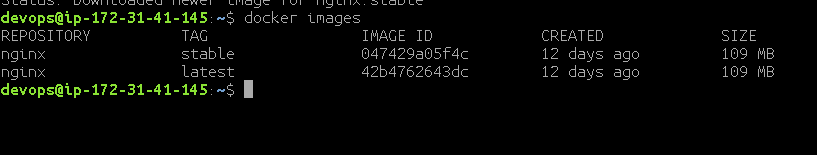 Status: Downloaded newer image for nginx:stable
devops@ip-172-31-41-145:~$ docker images
REPOSITORY TAG IMAGE ID CREATED SIZE
nginx stable 047429a05f4c 12 days ago 109 MB
nginx latest 42b4762643dc 12 days ago 109 MB
devops@ip-172-31-41-145:~$